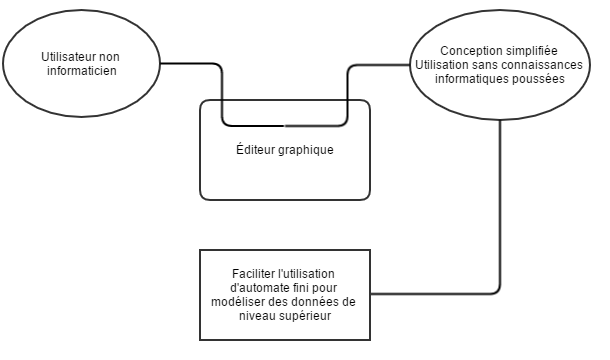 Utilisateur non
informaticien
Conception simplifiée
Utilisation sans connaissances
informatiques poussées
Éditeur graphique
Faciliter l'utilisation
d'automate fini pour
modéliser des données de
niveau supérieur